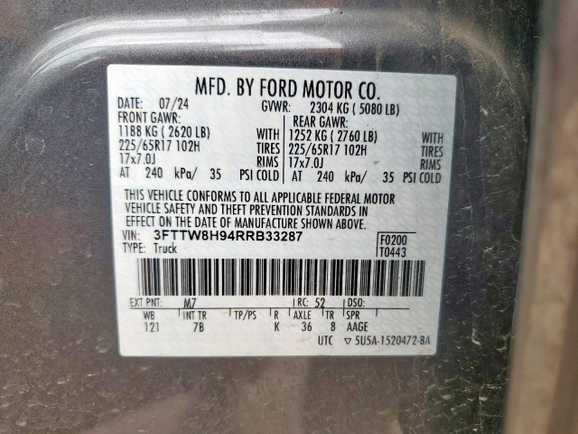 MFD. BY FORD MOTOR CO.
DATE: 07/24 GVWR: 2304 KG ( 5080 LB)
FRONT GAWR: REAR GAWR:
1188 KG ( 2620 LB) WITH 1252 KG ( 2760 LB) WITH
225/65R17 102H TIRES 225/65R17 102H TIRES
17x7.0J RIMS 17x7.0J RIMS
AT 240 kPa/ 35 PSI COLD AT 240 kPa/ 35 PSI COLD
THIS VEHICLE CONFORMS TO ALL APPLICABLE FEDERAL MOTOR
VEHICLE SAFETY AND THEFT PREVENTION STANDARDS IN
EFFECT ON THE DATE OF MANUFACTURE SHOWN ABOVE.
VIN: 3FTTW8H94RRB33287 F0200
TYPE: Truck T0443
EXT PNT: M7 RC: 52 DSO:
WB INT TR TP/PS R AXLE TR SPR
121 7B K 36 8 AAGE
UTC ▽ 5U5A-1520472-BA